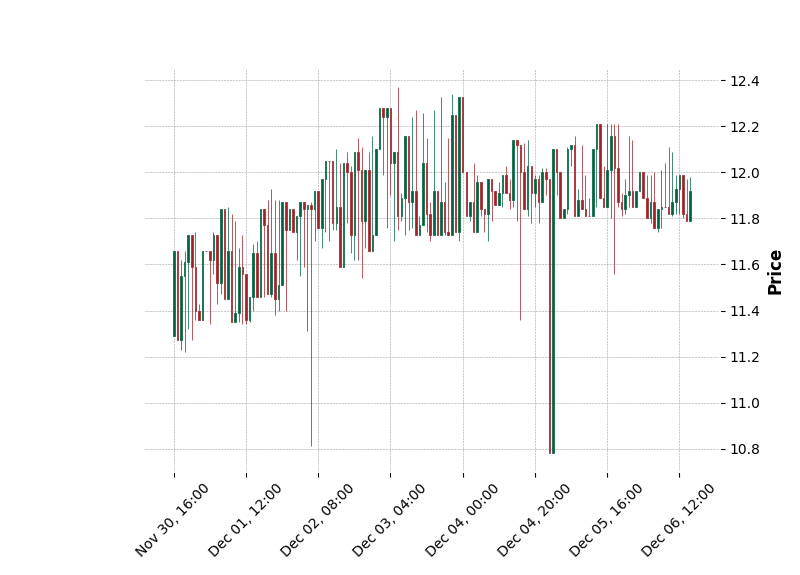 12.4
12.2
12.0
11.8
11.6
11.4
11.2
11.0
10.8
Price
Nov 30, 16:00
Dec 01, 12:00
Dec 02, 08:00
Dec 03, 04:00
Dec 04, 00:00
Dec 04, 20:00
Dec 05, 16:00
Dec 06, 12:00